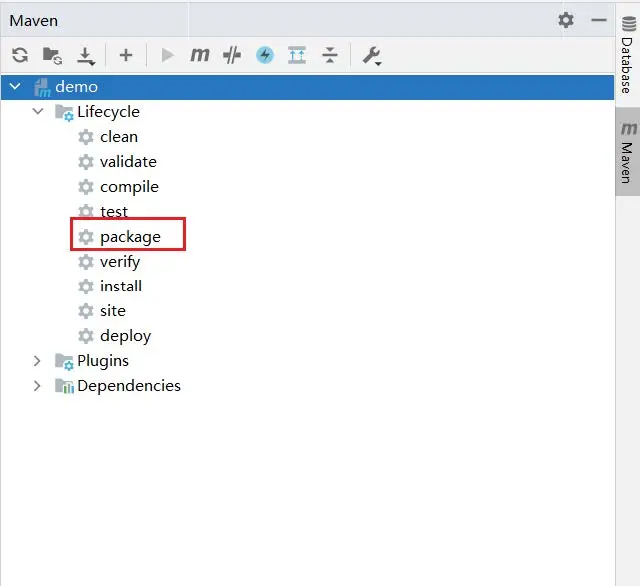 Maven
demo
Lifecycle
clean
validate
compile
test
package
verify
install
site
deploy
Plugins
Dependencies
Database
Maven